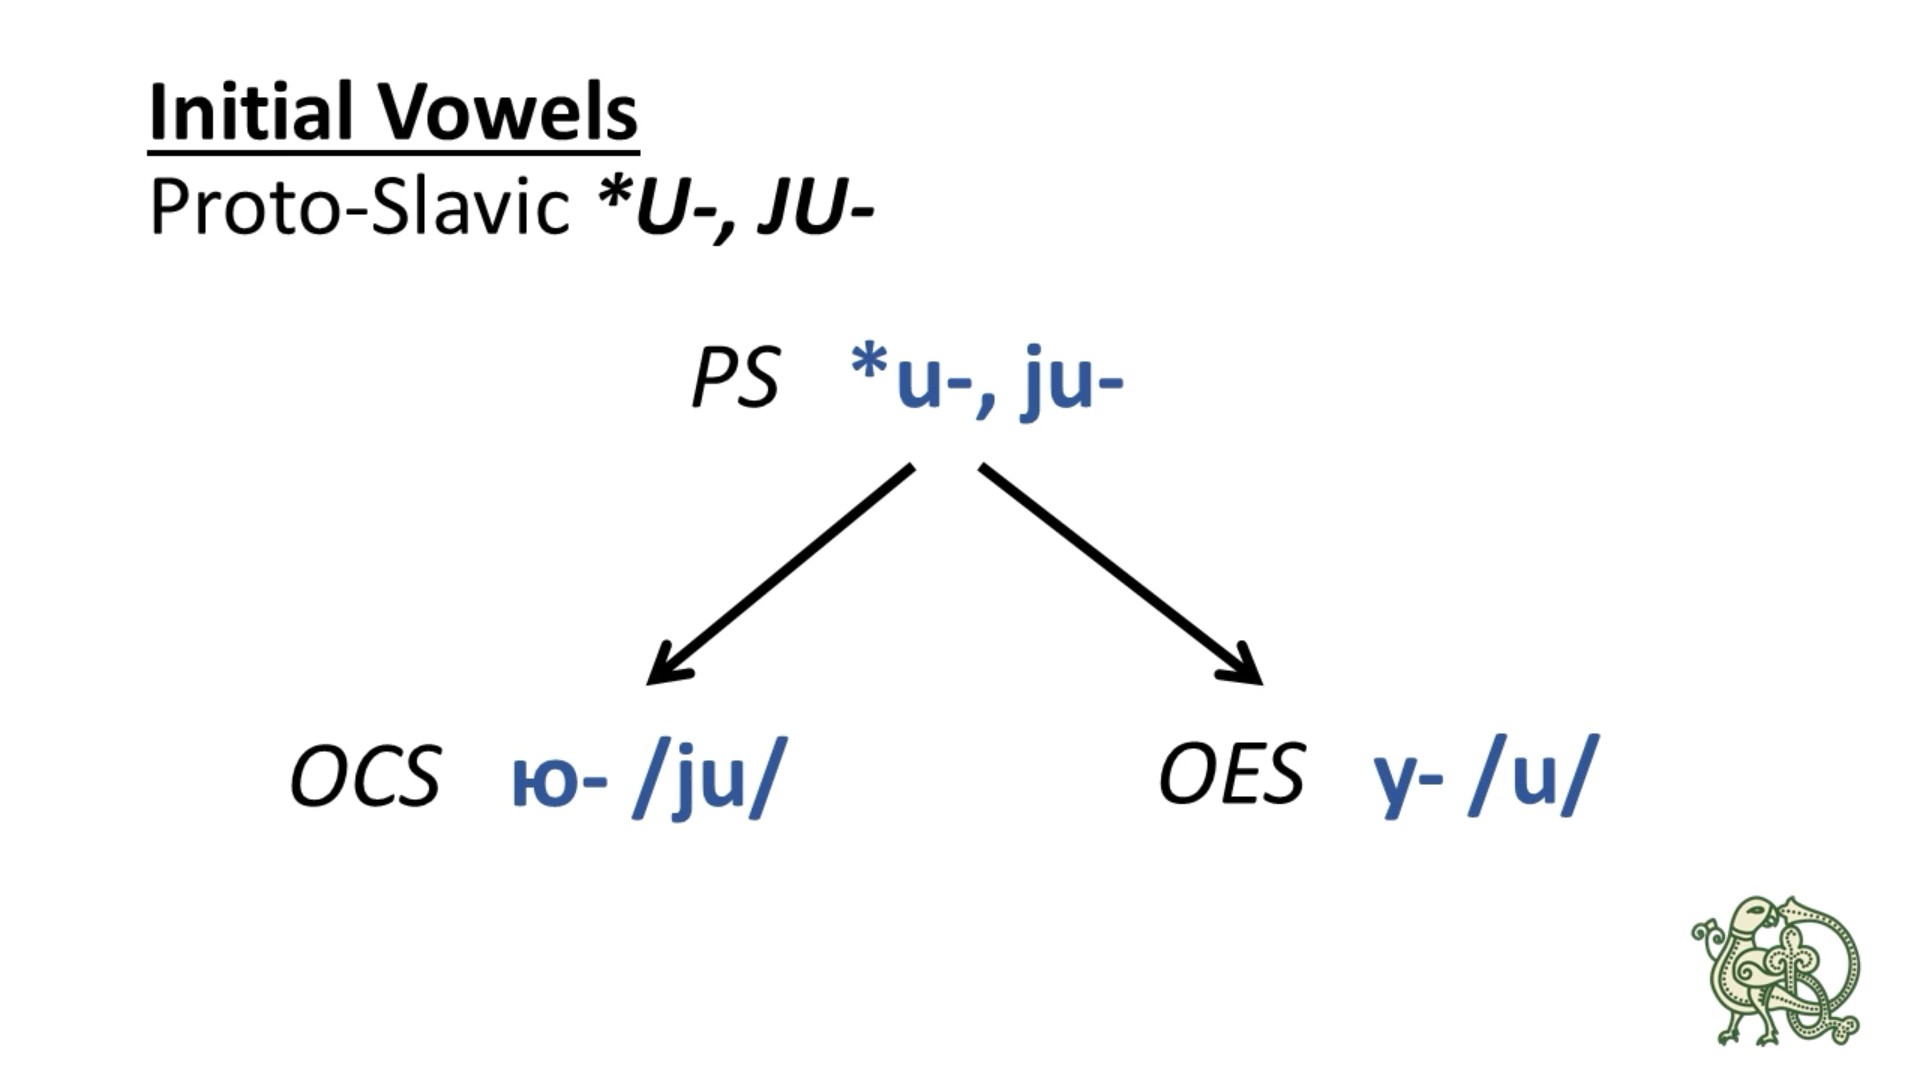 Initial Vowels
Proto-Slavic *U-, JU-
PS *u-, ju-
OCS ю- /ju/
OES у- /u/